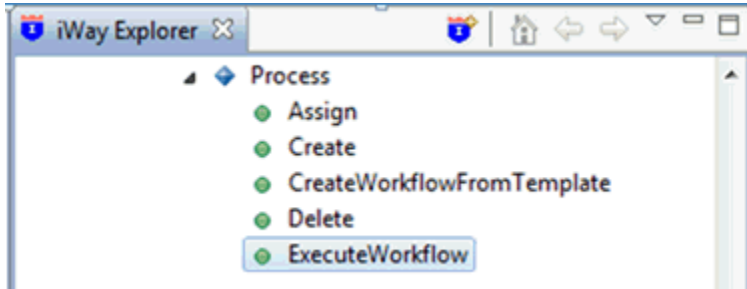 iWay Explorer
Process
Assign
Create
CreateWorkflowFromTemplate
Delete
ExecuteWorkflow